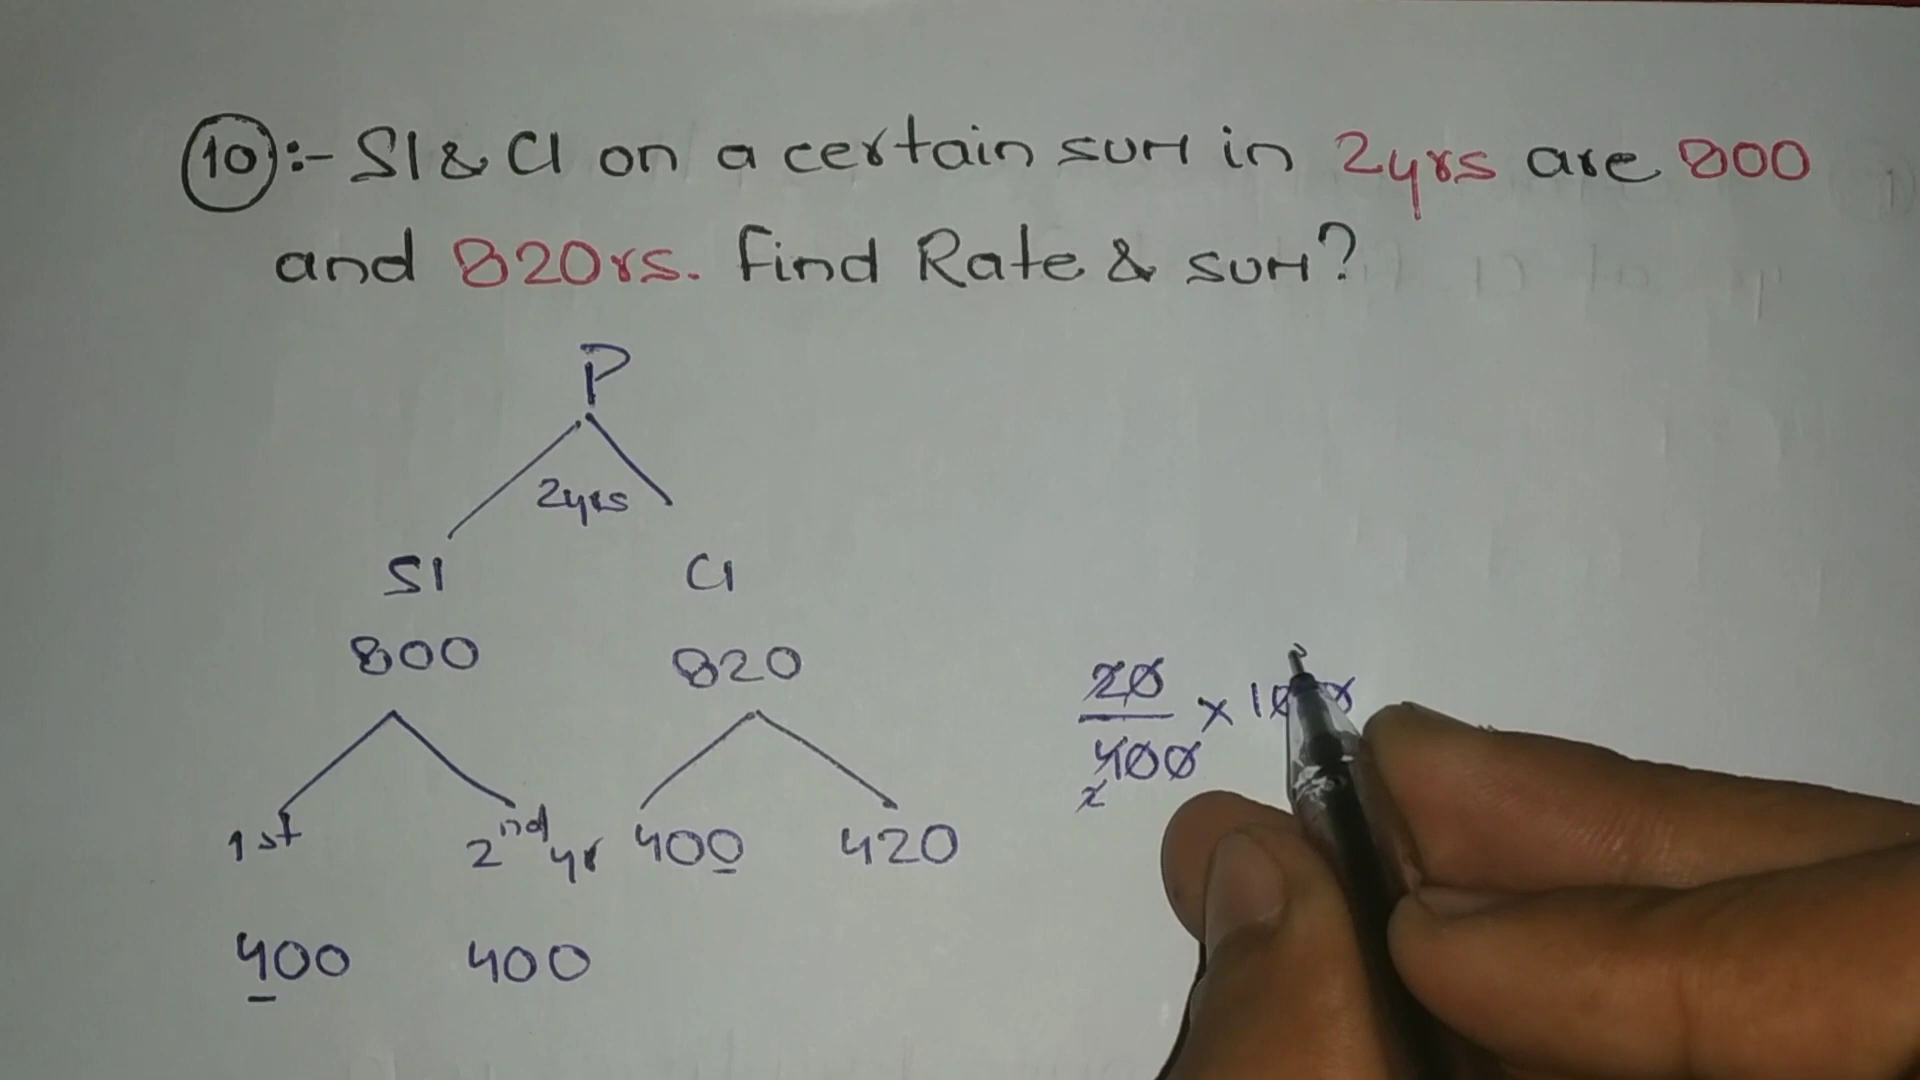 10:- SI & CI on a certain sum in 2yrs are 800
and 820rs. Find Rate & sum?
P
2yrs
SI CI
800 820
1st 2nd yr 400 420
400 400
20
400
2
×